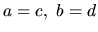 a = c, b = d